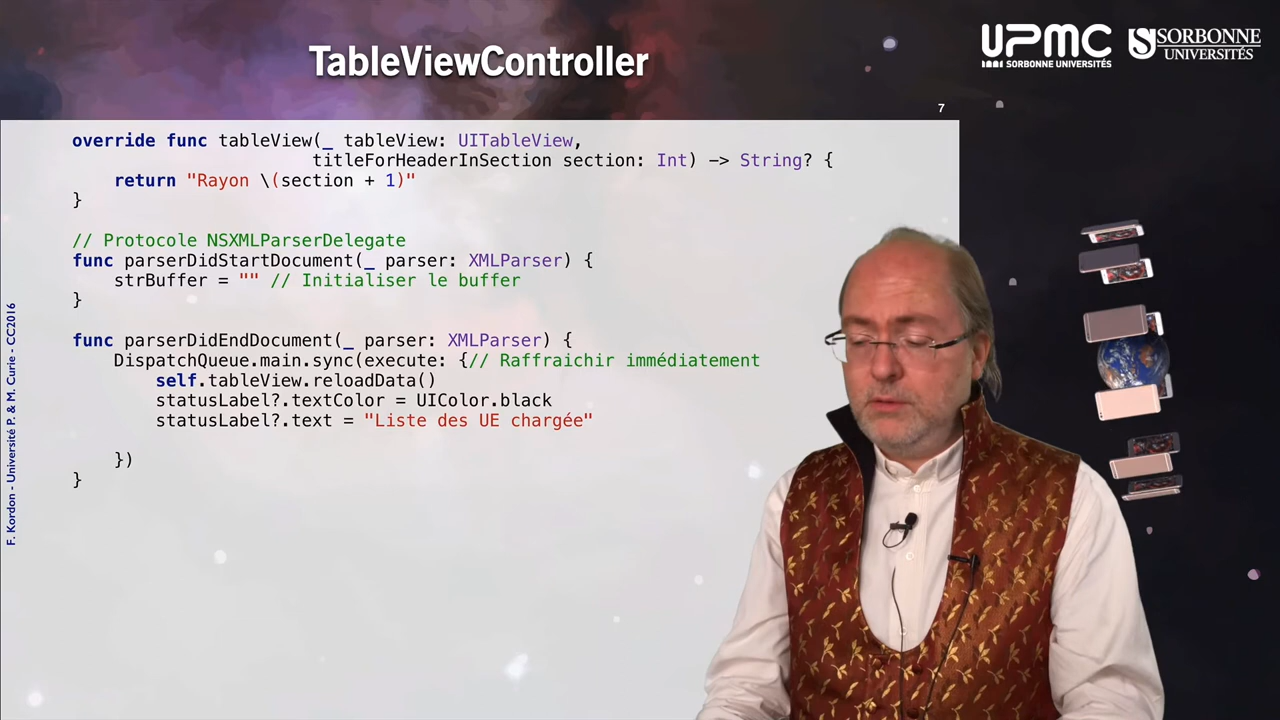 TableViewController
UPMC
SORBONNE UNIVERSITÉS
SORBONNE
UNIVERSITÉS
7
override func tableView(_ tableView: UITableView,
titleForHeaderInSection section: Int) -> String? {
return "Rayon \(section + 1)"
}
// Protocole NSXMLParserDelegate
func parserDidStartDocument(_ parser: XMLParser) {
strBuffer = "" // Initialiser le buffer
}
func parserDidEndDocument(_ parser: XMLParser) {
DispatchQueue.main.sync(execute: {// Raffraichir immédiatement
self.tableView.reloadData()
statusLabel?.textColor = UIColor.black
statusLabel?.text = "Liste des UE chargée"
})
}
F. Kordon - Université P. & M. Curie - CC2016